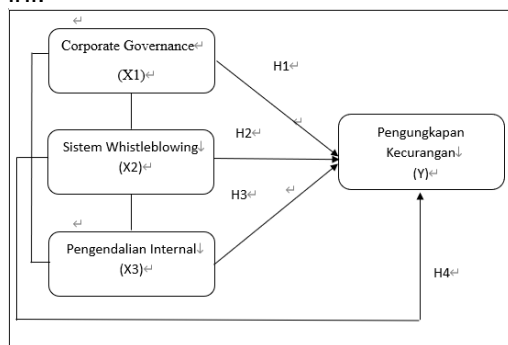 Corporate Governance
(X1)
H1
Sistem Whistleblowing
(X2)
H2
Pengungkapan
Kecurangan
(Y)
H3
Pengendalian Internal
(X3)
H4